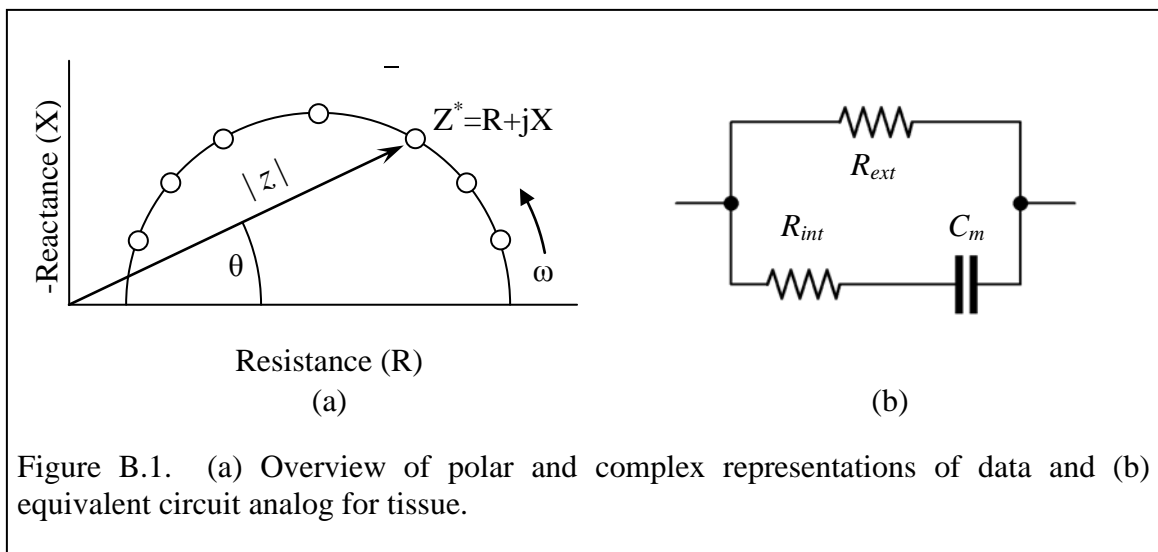 -Reactance (X)
Z*=R+jX
|z|
θ
ω
Resistance (R)
(a)
R_ext
R_int
C_m
(b)
Figure B.1. (a) Overview of polar and complex representations of data and (b)
equivalent circuit analog for tissue.